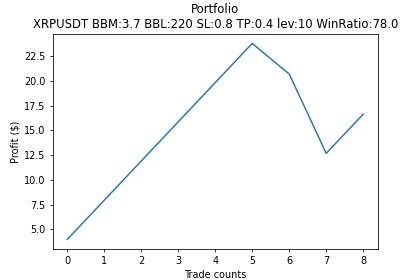 Portfolio
XRPUSDT BBM:3.7 BBL:220 SL:0.8 TP:0.4 lev:10 WinRatio:78.0
22.5
20.0
17.5
15.0
12.5
10.0
7.5
5.0
Profit ($)
0 1 2 3 4 5 6 7 8
Trade counts